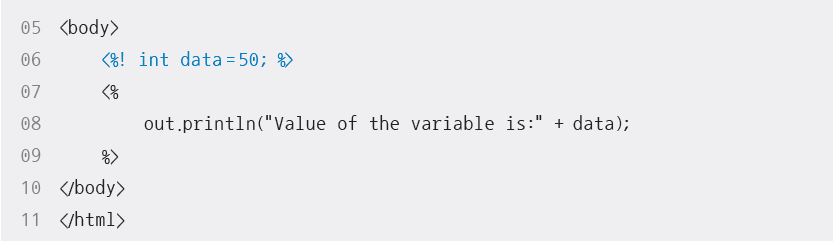 05 <body>
06 <%! int data=50; %>
07 <%
08 out.println("Value of the variable is:" + data);
09 %>
10 </body>
11 </html>